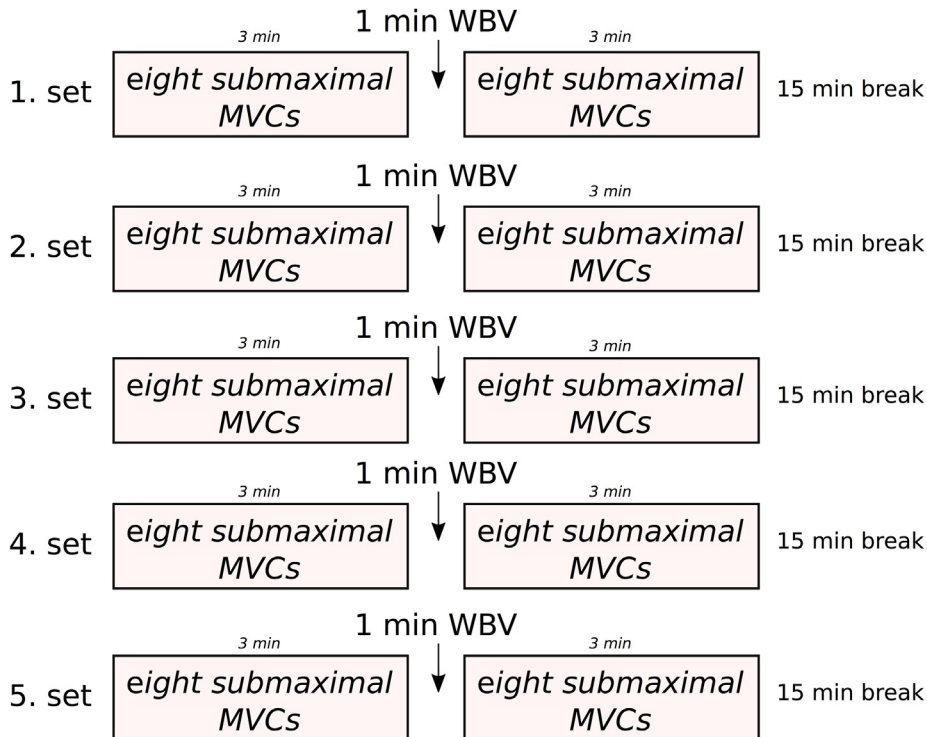 1 min WBV
3 min 3 min
1. set eight submaximal MVCs eight submaximal MVCs 15 min break
1 min WBV
3 min 3 min
2. set eight submaximal MVCs eight submaximal MVCs 15 min break
1 min WBV
3 min 3 min
3. set eight submaximal MVCs eight submaximal MVCs 15 min break
1 min WBV
3 min 3 min
4. set eight submaximal MVCs eight submaximal MVCs 15 min break
1 min WBV
3 min 3 min
5. set eight submaximal MVCs eight submaximal MVCs 15 min break